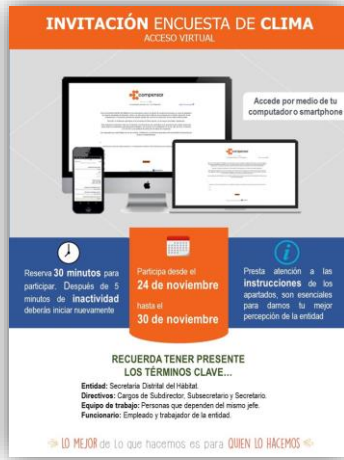 INVITACIÓN ENCUESTA DE CLIMA
ACCESO VIRTUAL
compensar
Accede por medio de tu
computador o smartphone
Reserva 30 minutos para
participar. Después de 5
minutos de inactividad
deberás iniciar nuevamente
Participa desde el
24 de noviembre
hasta el
30 de noviembre
Presta atención a las
instrucciones de los
apartados, son esenciales
para darnos tu mejor
percepción de la entidad
RECUERDA TENER PRESENTE
LOS TÉRMINOS CLAVE...
Entidad: Secretaría Distrital del Hábitat.
Directivos: Cargos de Subdirector, Subsecretario y Secretario.
Equipo de trabajo: Personas que dependen del mismo jefe.
Funcionario: Empleado y trabajador de la entidad.
LO MEJOR de lo que hacemos es para QUIEN LO HACEMOS